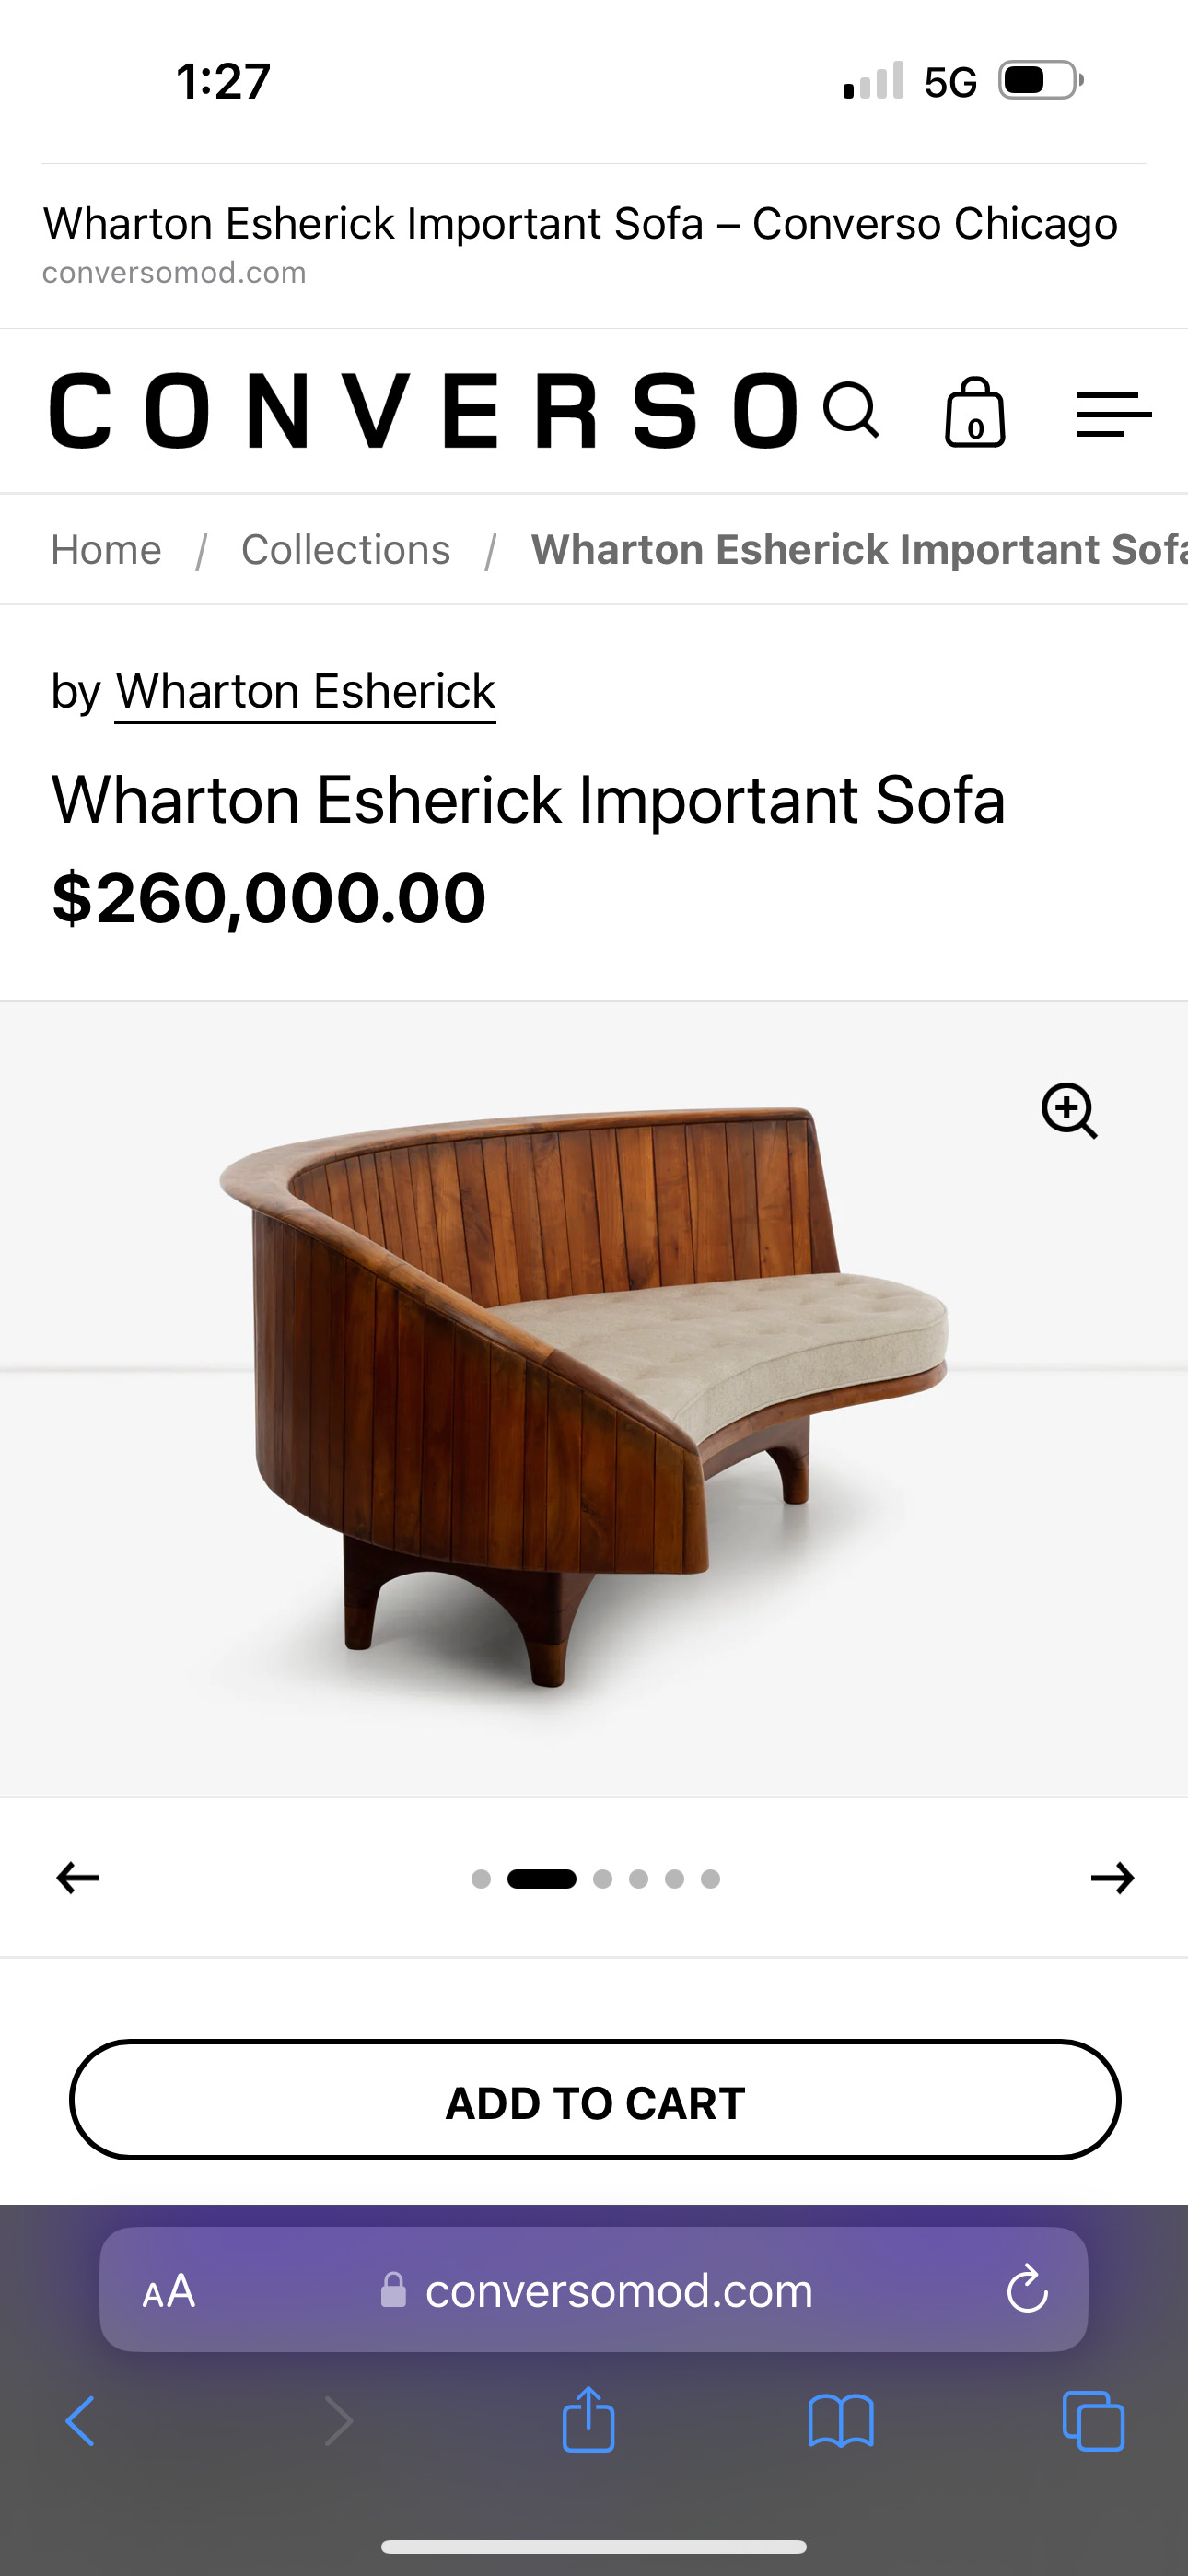 1:27 5G
Wharton Esherick Important Sofa – Converso Chicago
conversomod.com
CONVERSO 0
Home / Collections / Wharton Esherick Important Sofa
by Wharton Esherick
Wharton Esherick Important Sofa
$260,000.00
ADD TO CART
AA conversomod.com